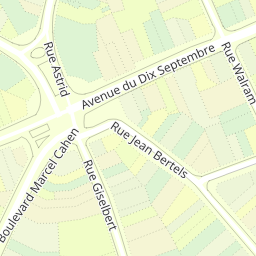 Rue Astrid
Avenue du Dix Septembre
Rue Walram
Rue Jean Bertels
Boulevard Marcel Cahen
Rue Giselbert